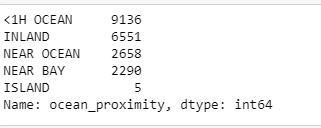 <1H OCEAN     9136
INLAND        6551
NEAR OCEAN    2658
NEAR BAY      2290
ISLAND           5
Name: ocean_proximity, dtype: int64